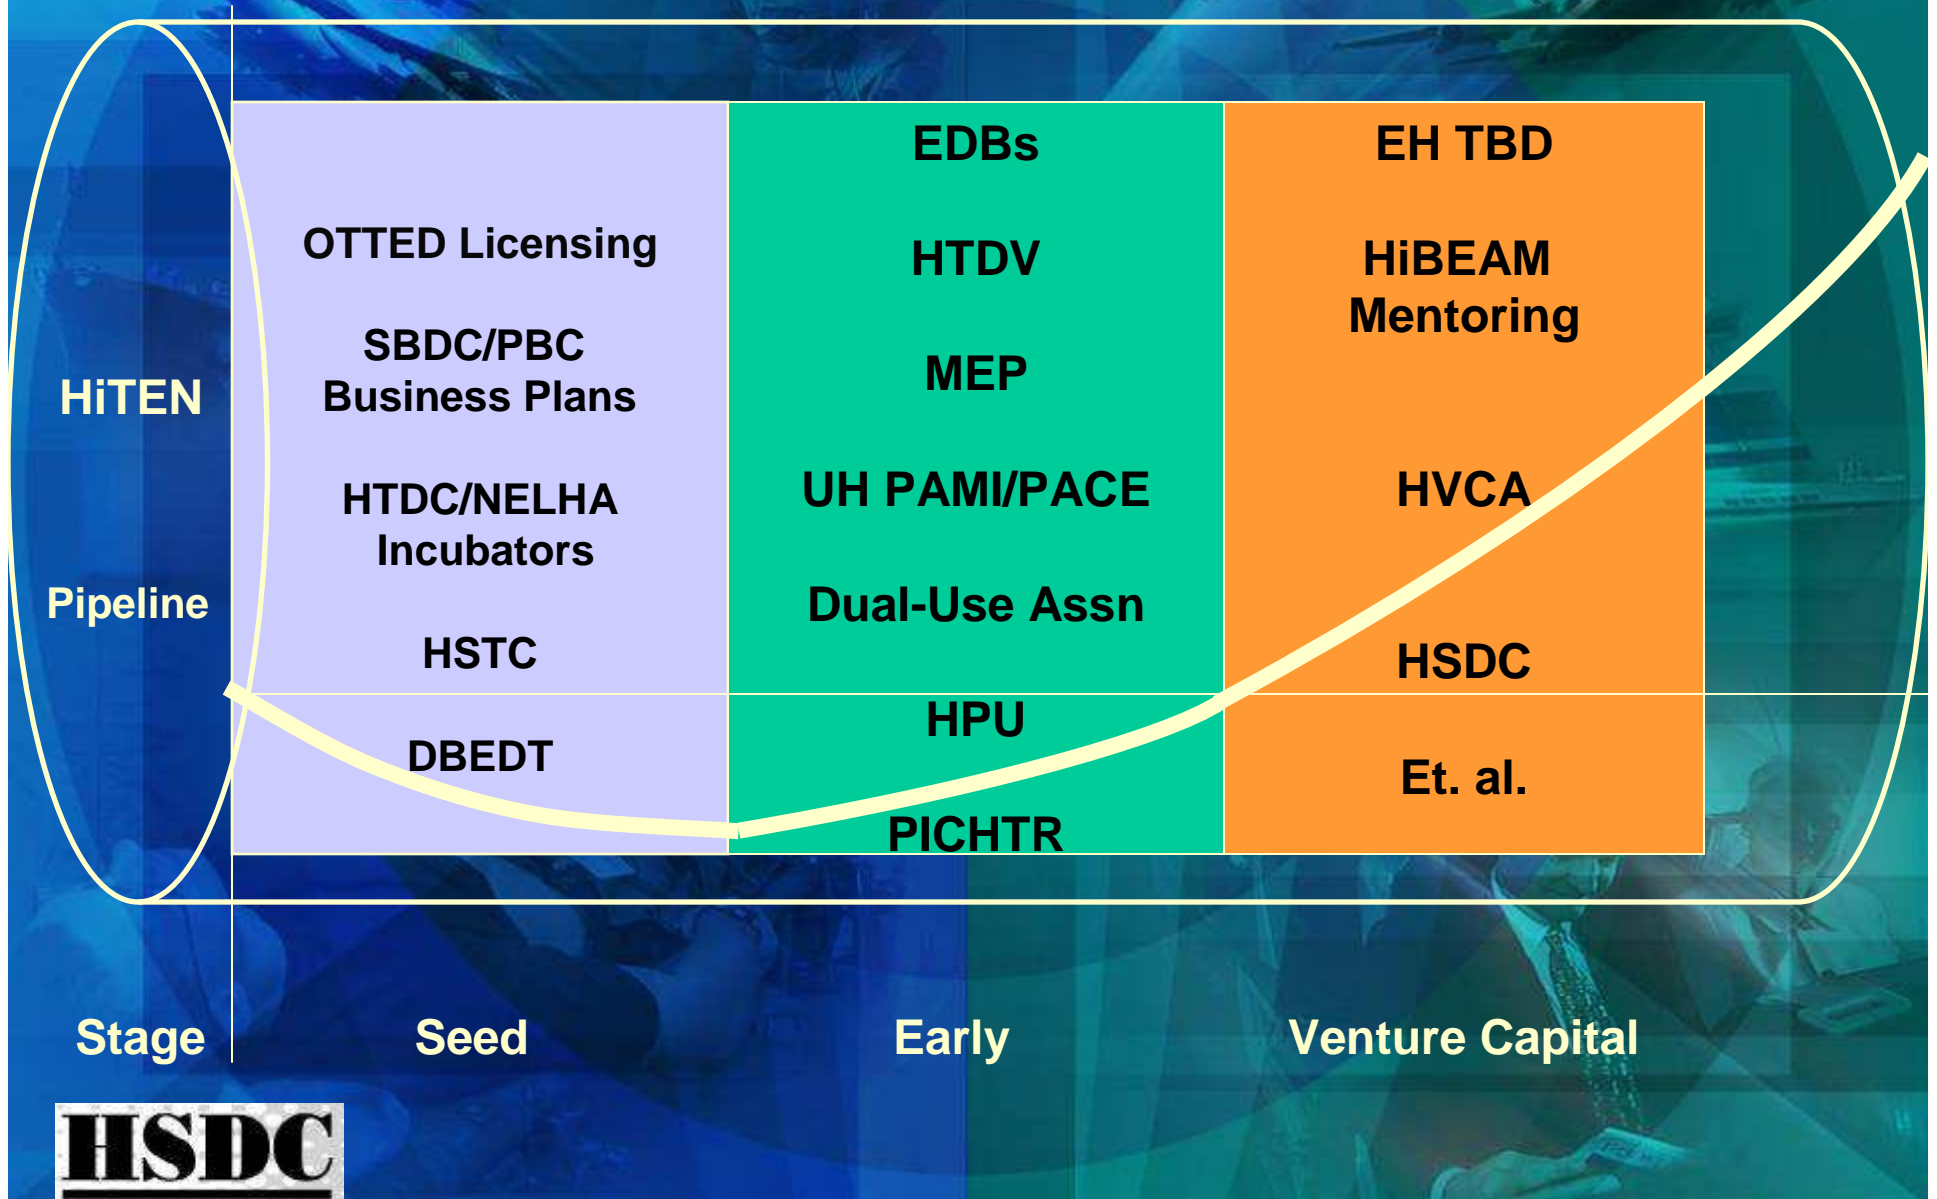 HiTEN
Pipeline
OTTED Licensing
SBDC/PBC
Business Plans
HTDC/NELHA
Incubators
HSTC
DBEDT
EDBs
HTDV
MEP
UH PAMI/PACE
Dual-Use Assn
HPU
PICHTR
EH TBD
HiBEAM
Mentoring
HVCA
HSDC
Et. al.
Stage
Seed
Early
Venture Capital
HSDC